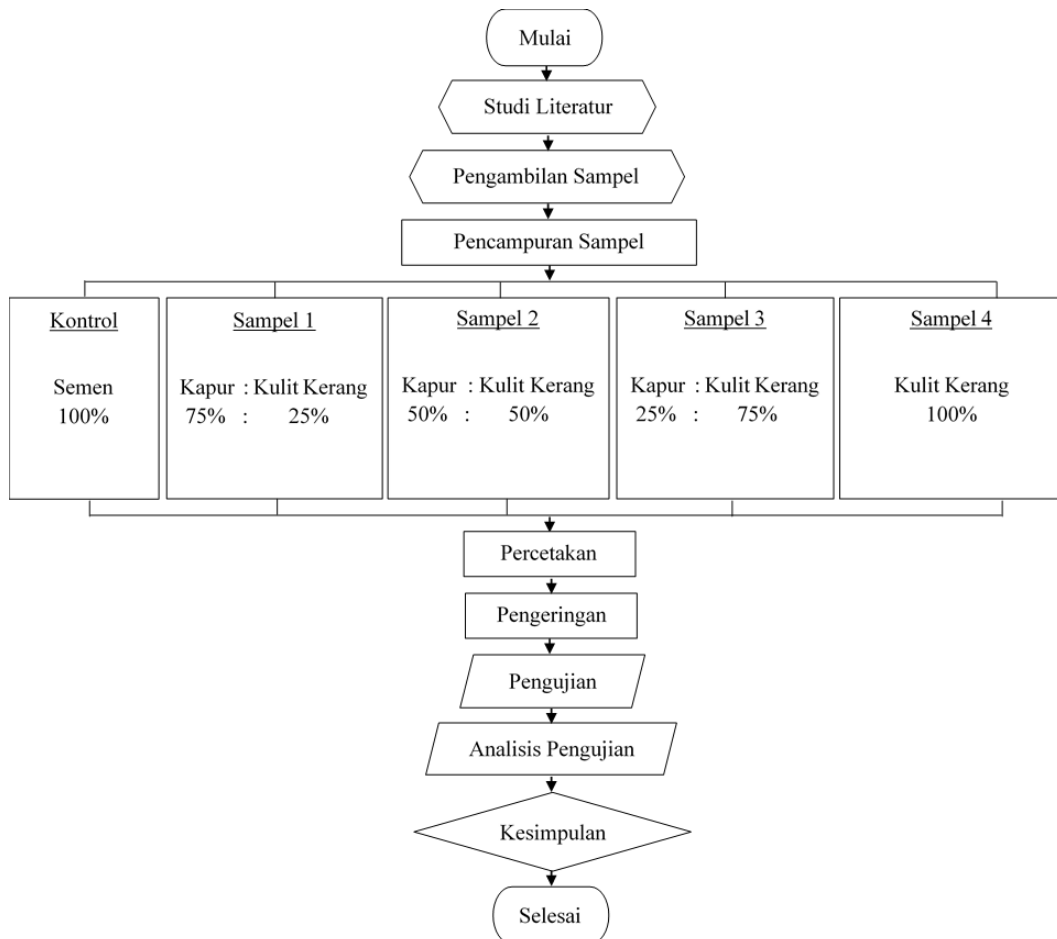 Mulai
Studi Literatur
Pengambilan Sampel
Pencampuran Sampel
Kontrol
Semen
100%
Sampel 1
Kapur : Kulit Kerang
75% : 25%
Sampel 2
Kapur : Kulit Kerang
50% : 50%
Sampel 3
Kapur : Kulit Kerang
25% : 75%
Sampel 4
Kulit Kerang
100%
Percetakan
Pengeringan
Pengujian
Analisis Pengujian
Kesimpulan
Selesai